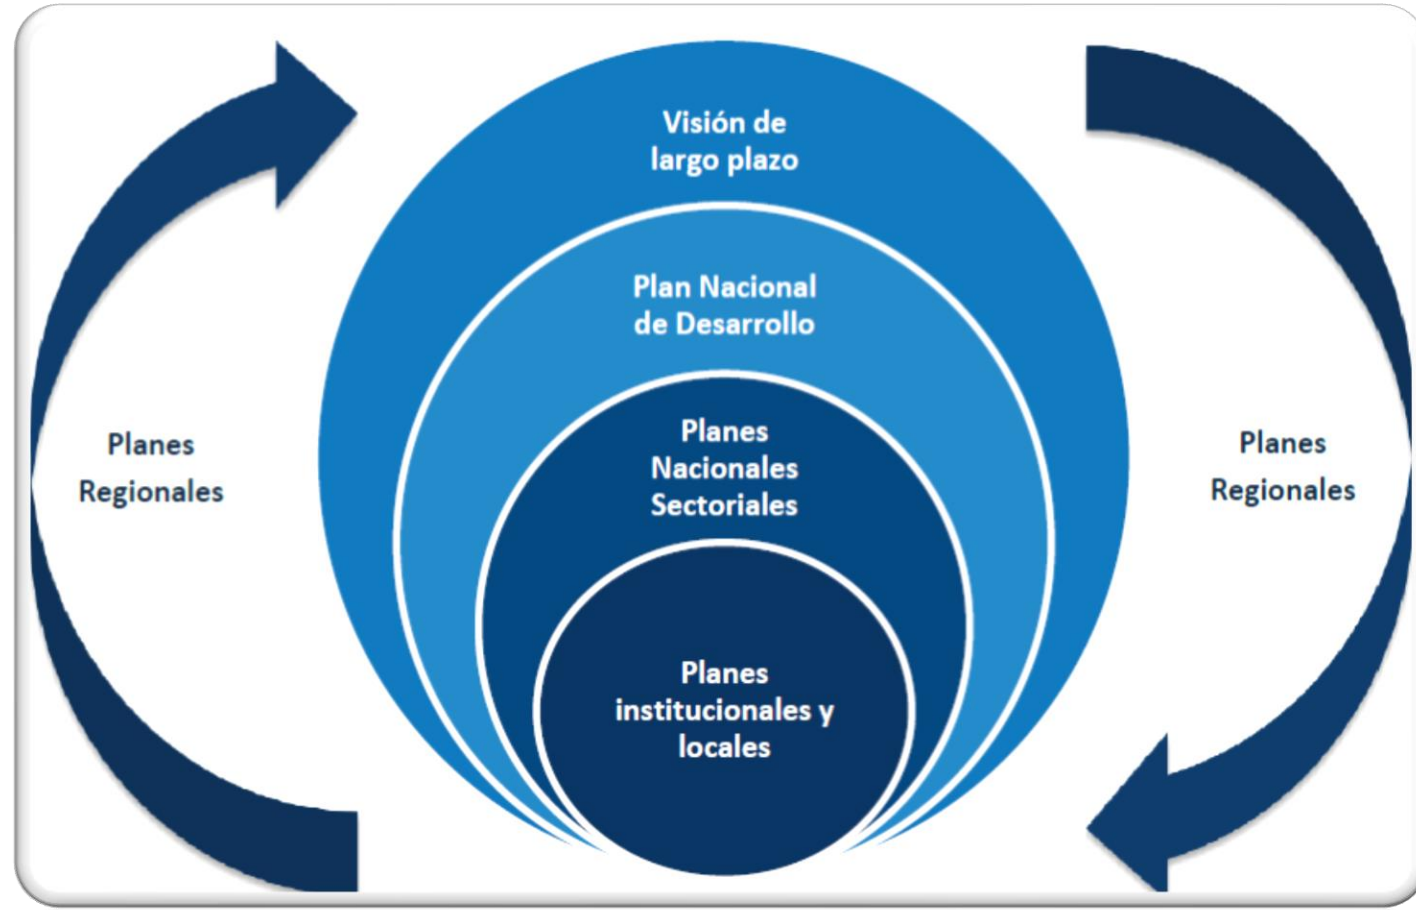 Visión de
largo plazo
Plan Nacional
de Desarrollo
Planes
Nacionales
Sectoriales
Planes
institucionales y
locales
Planes
Regionales
Planes
Regionales